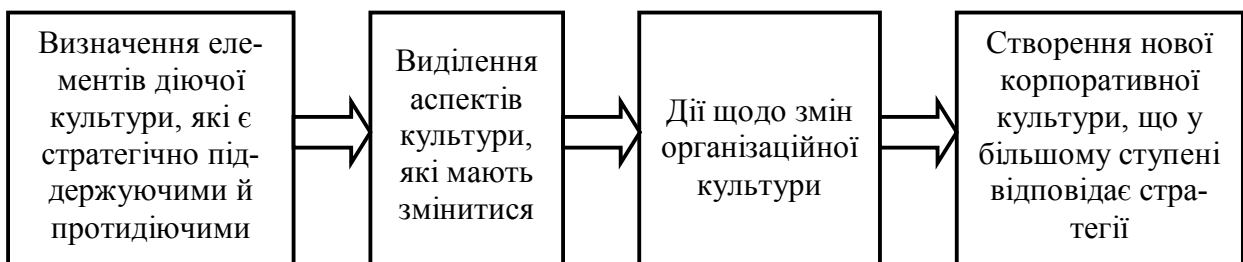 Визначення еле-
ментів діючої
культури, які є
стратегічно під-
держуючими й
протидіючими
Виділення
аспектів
культури,
які мають
змінитися
Дії щодо змін
організаційної
культури
Створення нової
корпоративної
культури, що у
більшому ступені
відповідає стра-
тегії